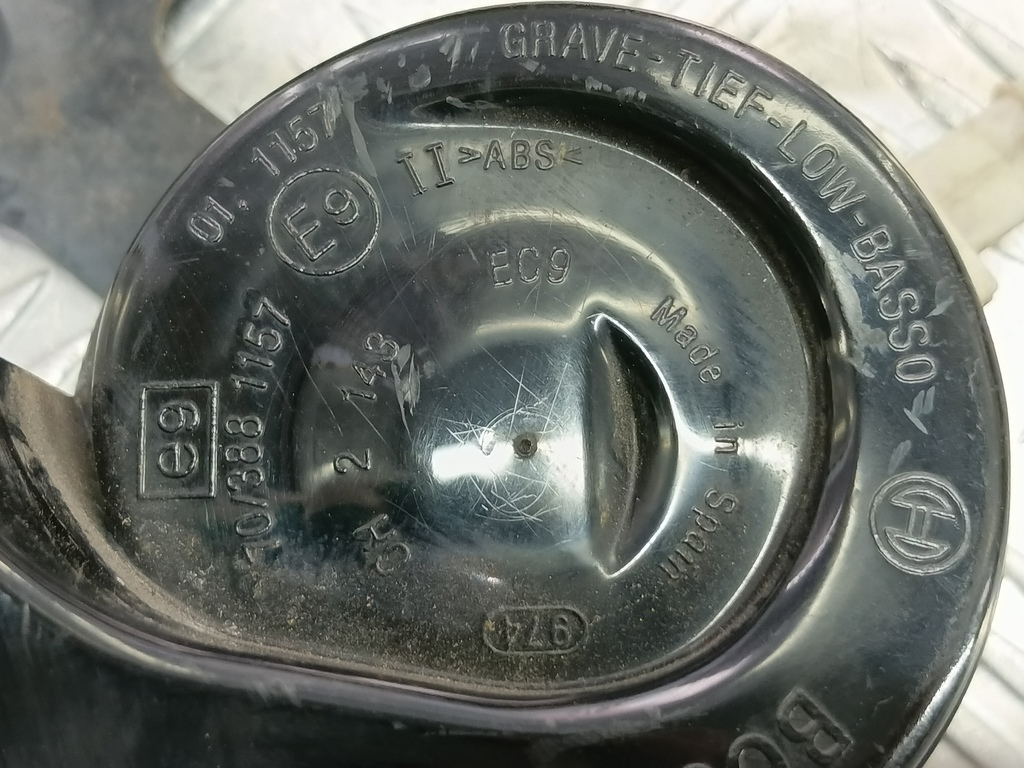 GRAVE-TIEF-LOW-BASSO
01. 1157
E9
II >ABS<
EC9
e9
10/388 1157
2 148
Made in Spain
974